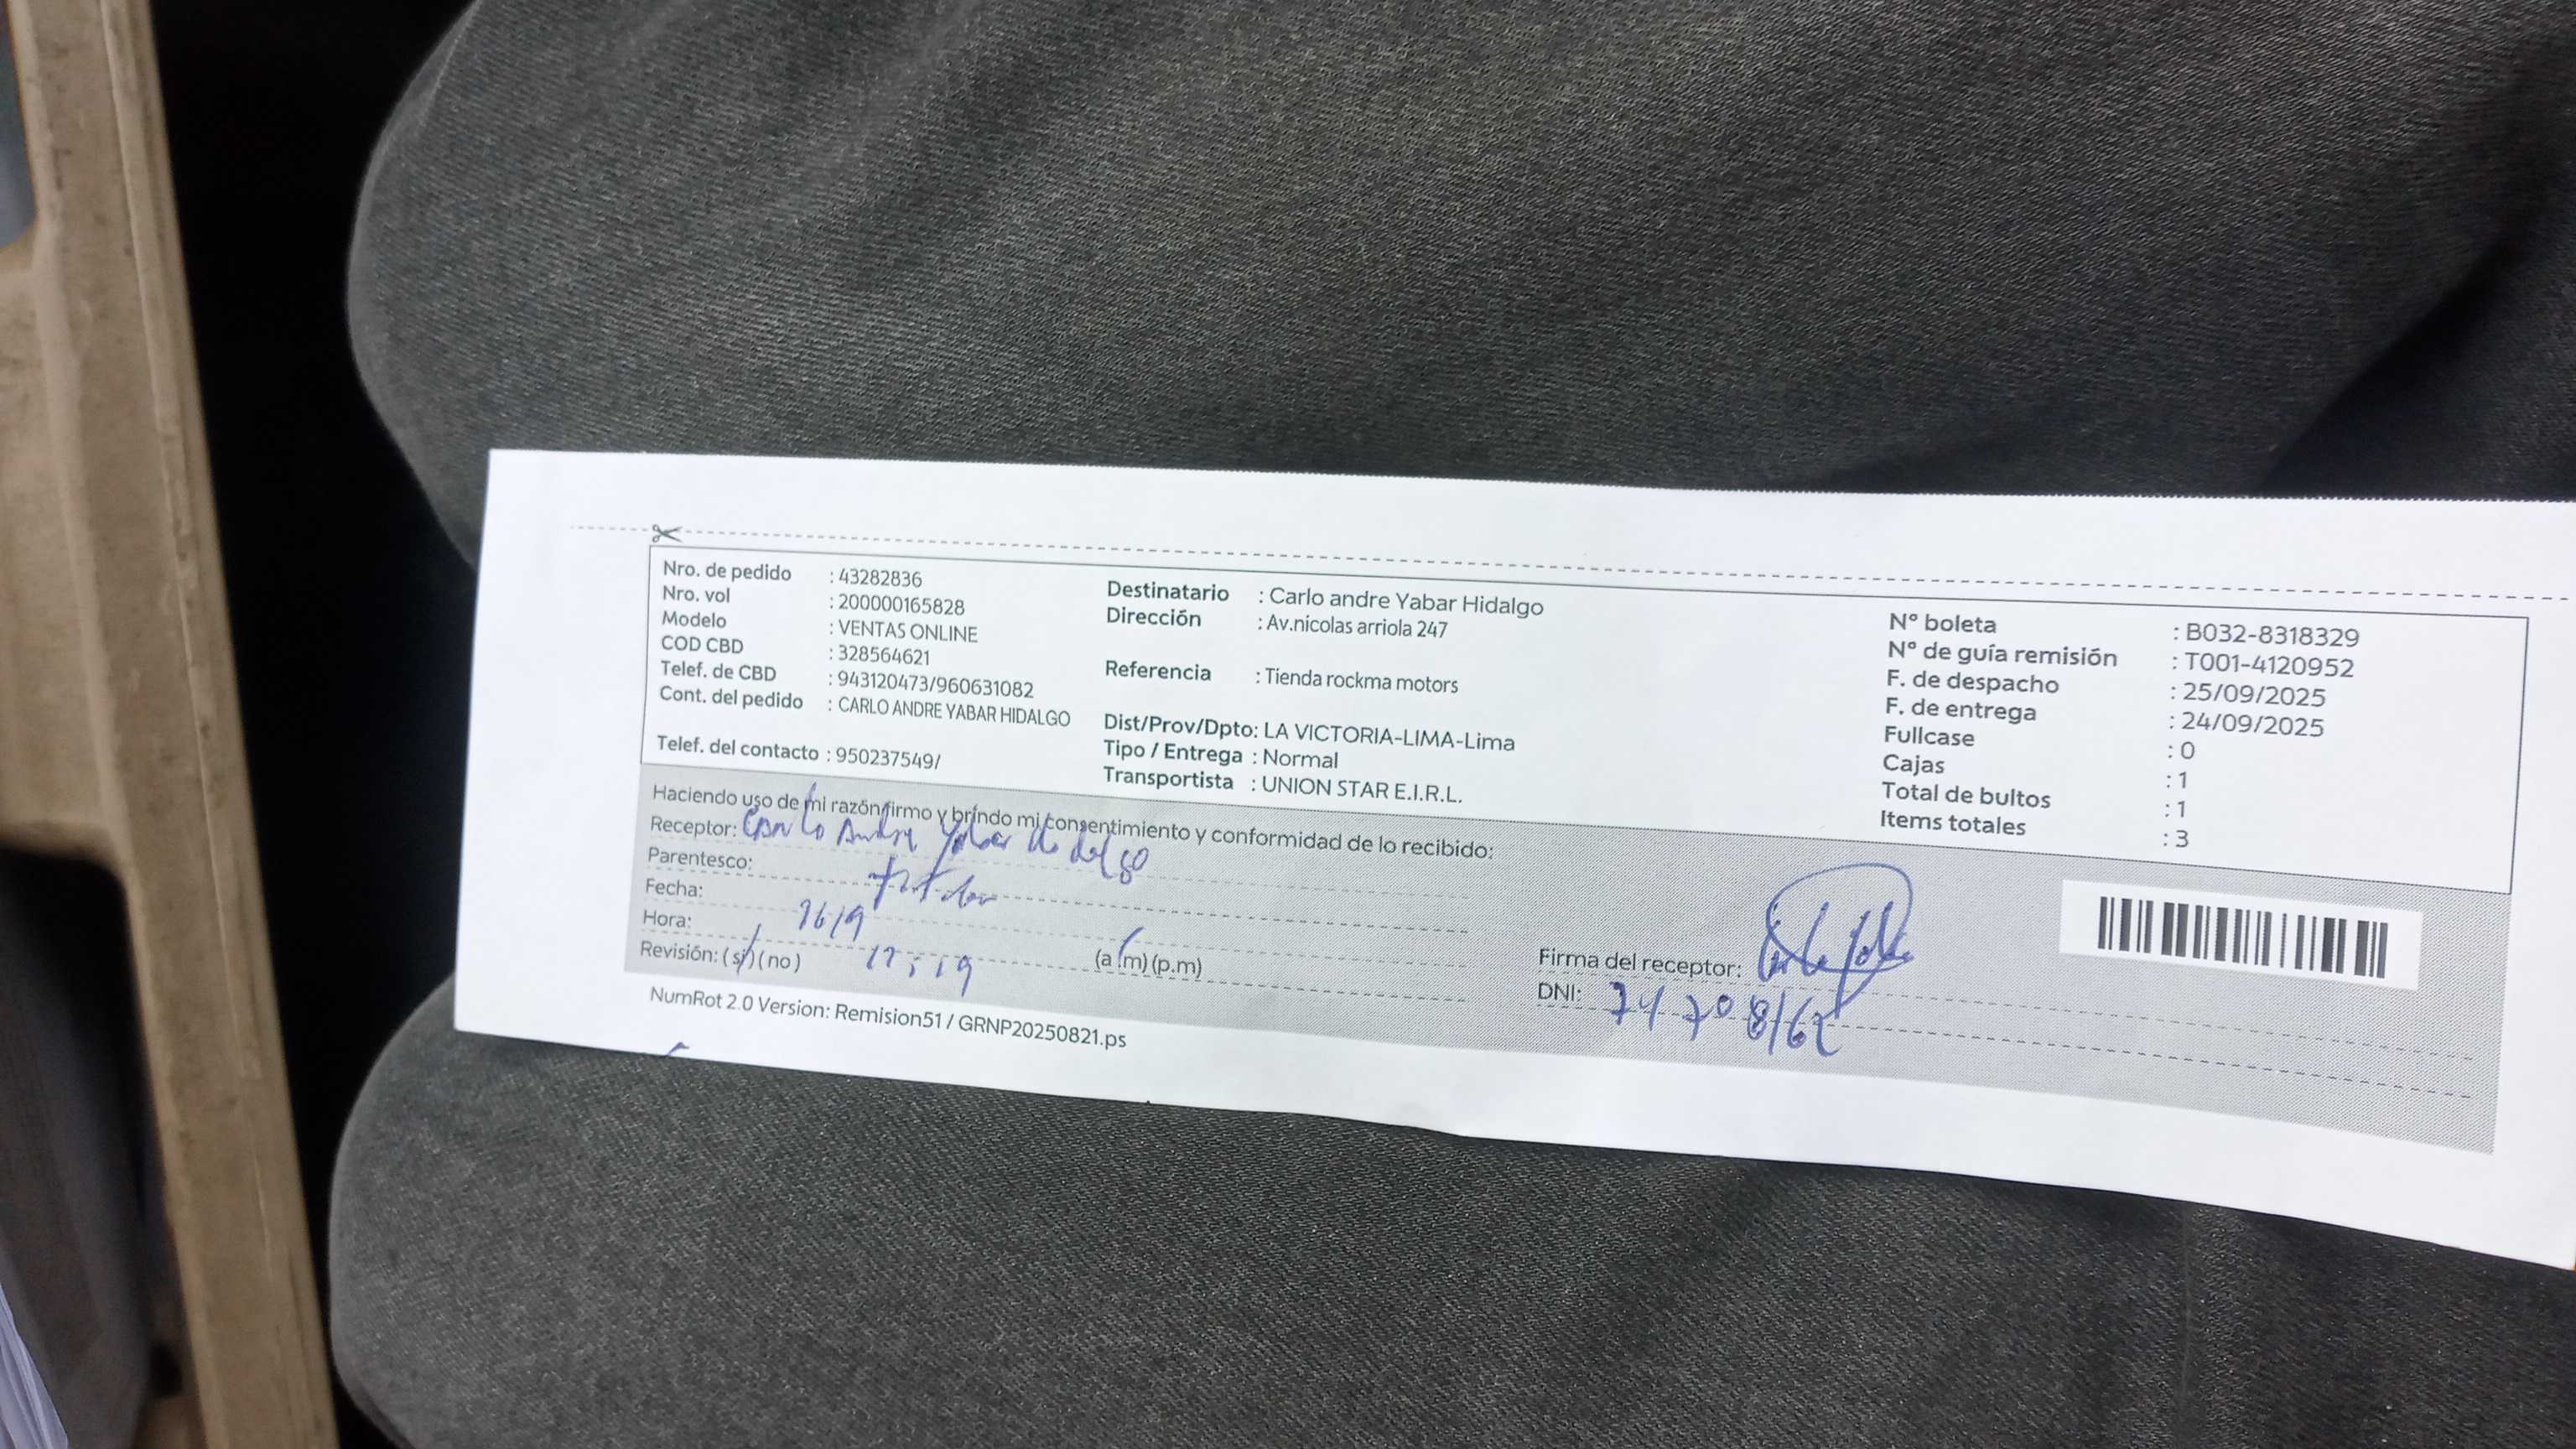 Nro. de pedido : 43282836
Nro. vol : 200000165828
Modelo : VENTAS ONLINE
COD CBD : 328564621
Telef. de CBD : 943120473/960631082
Cont. del pedido : CARLO ANDRE YABAR HIDALGO
Telef. del contacto : 950237549/
Destinatario : Carlo andre Yabar Hidalgo
Dirección : Av.nicolas arriola 247
Referencia : Tienda rockma motors
Dist/Prov/Dpto: LA VICTORIA-LIMA-Lima
Tipo / Entrega : Normal
Transportista : UNION STAR E.I.R.L.
N° boleta : B032-8318329
N° de guía remisión : T001-4120952
F. de despacho : 25/09/2025
F. de entrega : 24/09/2025
Fullcase : 0
Cajas : 1
Total de bultos : 1
Items totales : 3
Haciendo uso de mi razón firmo y brindo mi consentimiento y conformidad de lo recibido:
Receptor: Carlo Andre Yabar
Parentesco: titular
Fecha:
Hora: (a.m) (p.m)
Revisión: (si) (no)
Firma del receptor:
DNI: 74708162
NumRot 2.0 Version: Remision51 / GRNP20250821.ps